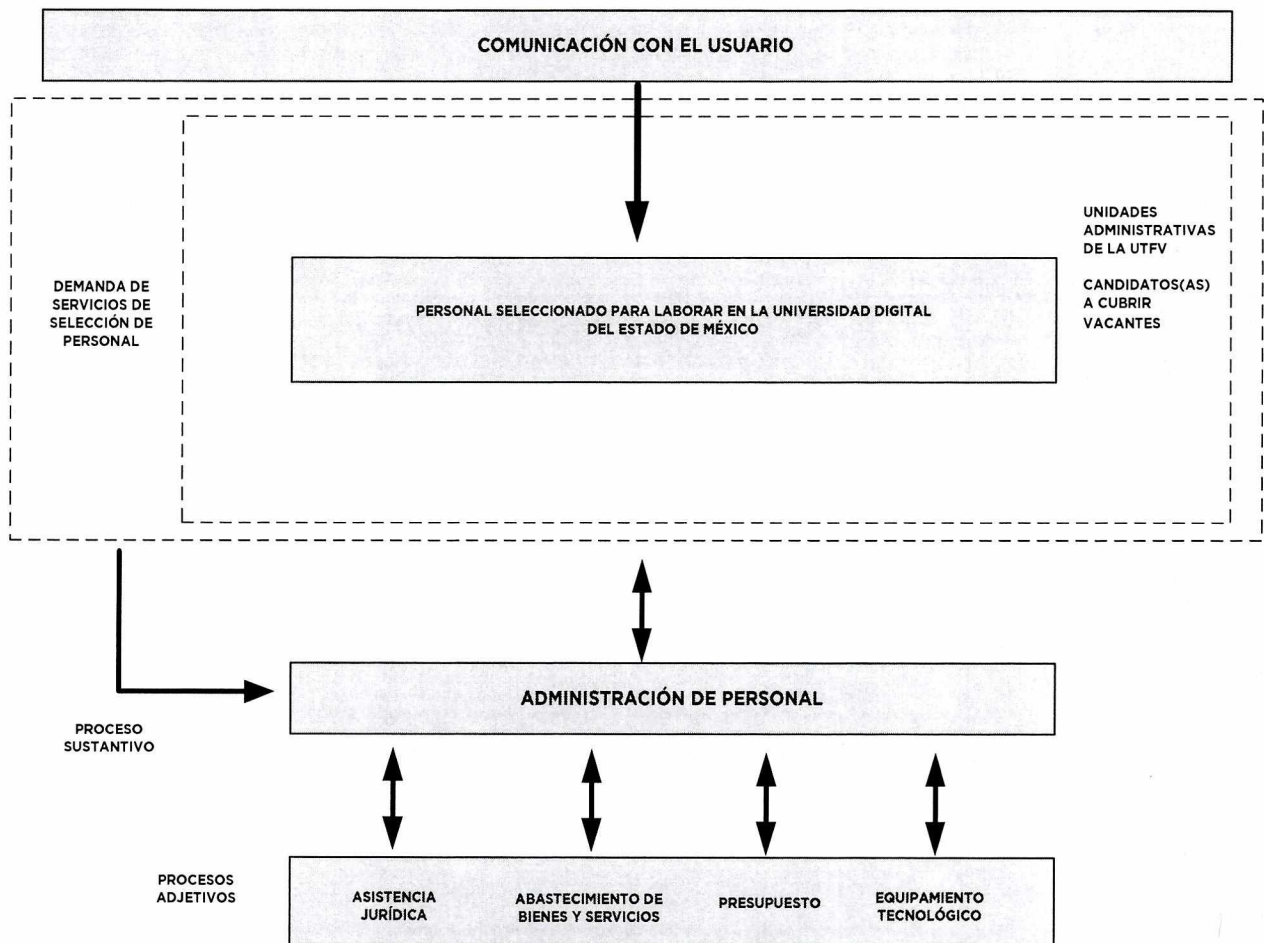 COMUNICACIÓN CON EL USUARIO
DEMANDA DE
SERVICIOS DE
SELECCIÓN DE
PERSONAL
PERSONAL SELECCIONADO PARA LABORAR EN LA UNIVERSIDAD DIGITAL
DEL ESTADO DE MÉXICO
UNIDADES
ADMINISTRATIVAS
DE LA UTFV
CANDIDATOS(AS)
A CUBRIR
VACANTES
ADMINISTRACIÓN DE PERSONAL
PROCESO
SUSTANTIVO
PROCESOS
ADJETIVOS
ASISTENCIA
JURÍDICA
ABASTECIMIENTO DE
BIENES Y SERVICIOS
PRESUPUESTO
EQUIPAMIENTO
TECNOLÓGICO